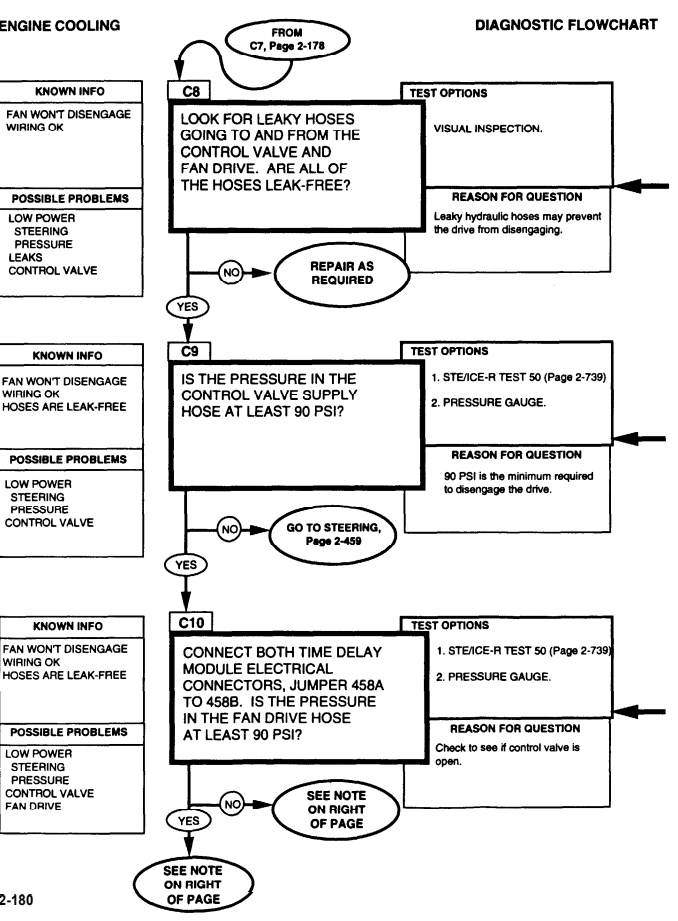 ENGINE COOLING
DIAGNOSTIC FLOWCHART
FROM
C7, Page 2-178
KNOWN INFO
FAN WON'T DISENGAGE
WIRING OK
POSSIBLE PROBLEMS
LOW POWER
STEERING
PRESSURE
LEAKS
CONTROL VALVE
C8
LOOK FOR LEAKY HOSES
GOING TO AND FROM THE
CONTROL VALVE AND
FAN DRIVE. ARE ALL OF
THE HOSES LEAK-FREE?
TEST OPTIONS
VISUAL INSPECTION.
REASON FOR QUESTION
Leaky hydraulic hoses may prevent
the drive from disengaging.
NO
REPAIR AS
REQUIRED
YES
KNOWN INFO
FAN WON'T DISENGAGE
WIRING OK
HOSES ARE LEAK-FREE
POSSIBLE PROBLEMS
LOW POWER
STEERING
PRESSURE
CONTROL VALVE
C9
IS THE PRESSURE IN THE
CONTROL VALVE SUPPLY
HOSE AT LEAST 90 PSI?
TEST OPTIONS
1. STE/ICE-R TEST 50 (Page 2-739)
2. PRESSURE GAUGE.
REASON FOR QUESTION
90 PSI is the minimum required
to disengage the drive.
NO
GO TO STEERING,
Page 2-459
YES
KNOWN INFO
FAN WON'T DISENGAGE
WIRING OK
HOSES ARE LEAK-FREE
POSSIBLE PROBLEMS
LOW POWER
STEERING
PRESSURE
CONTROL VALVE
FAN DRIVE
C10
CONNECT BOTH TIME DELAY
MODULE ELECTRICAL
CONNECTORS, JUMPER 458A
TO 458B. IS THE PRESSURE
IN THE FAN DRIVE HOSE
AT LEAST 90 PSI?
TEST OPTIONS
1. STE/ICE-R TEST 50 (Page 2-739)
2. PRESSURE GAUGE.
REASON FOR QUESTION
Check to see if control valve is
open.
NO
SEE NOTE
ON RIGHT
OF PAGE
YES
SEE NOTE
ON RIGHT
OF PAGE
2-180